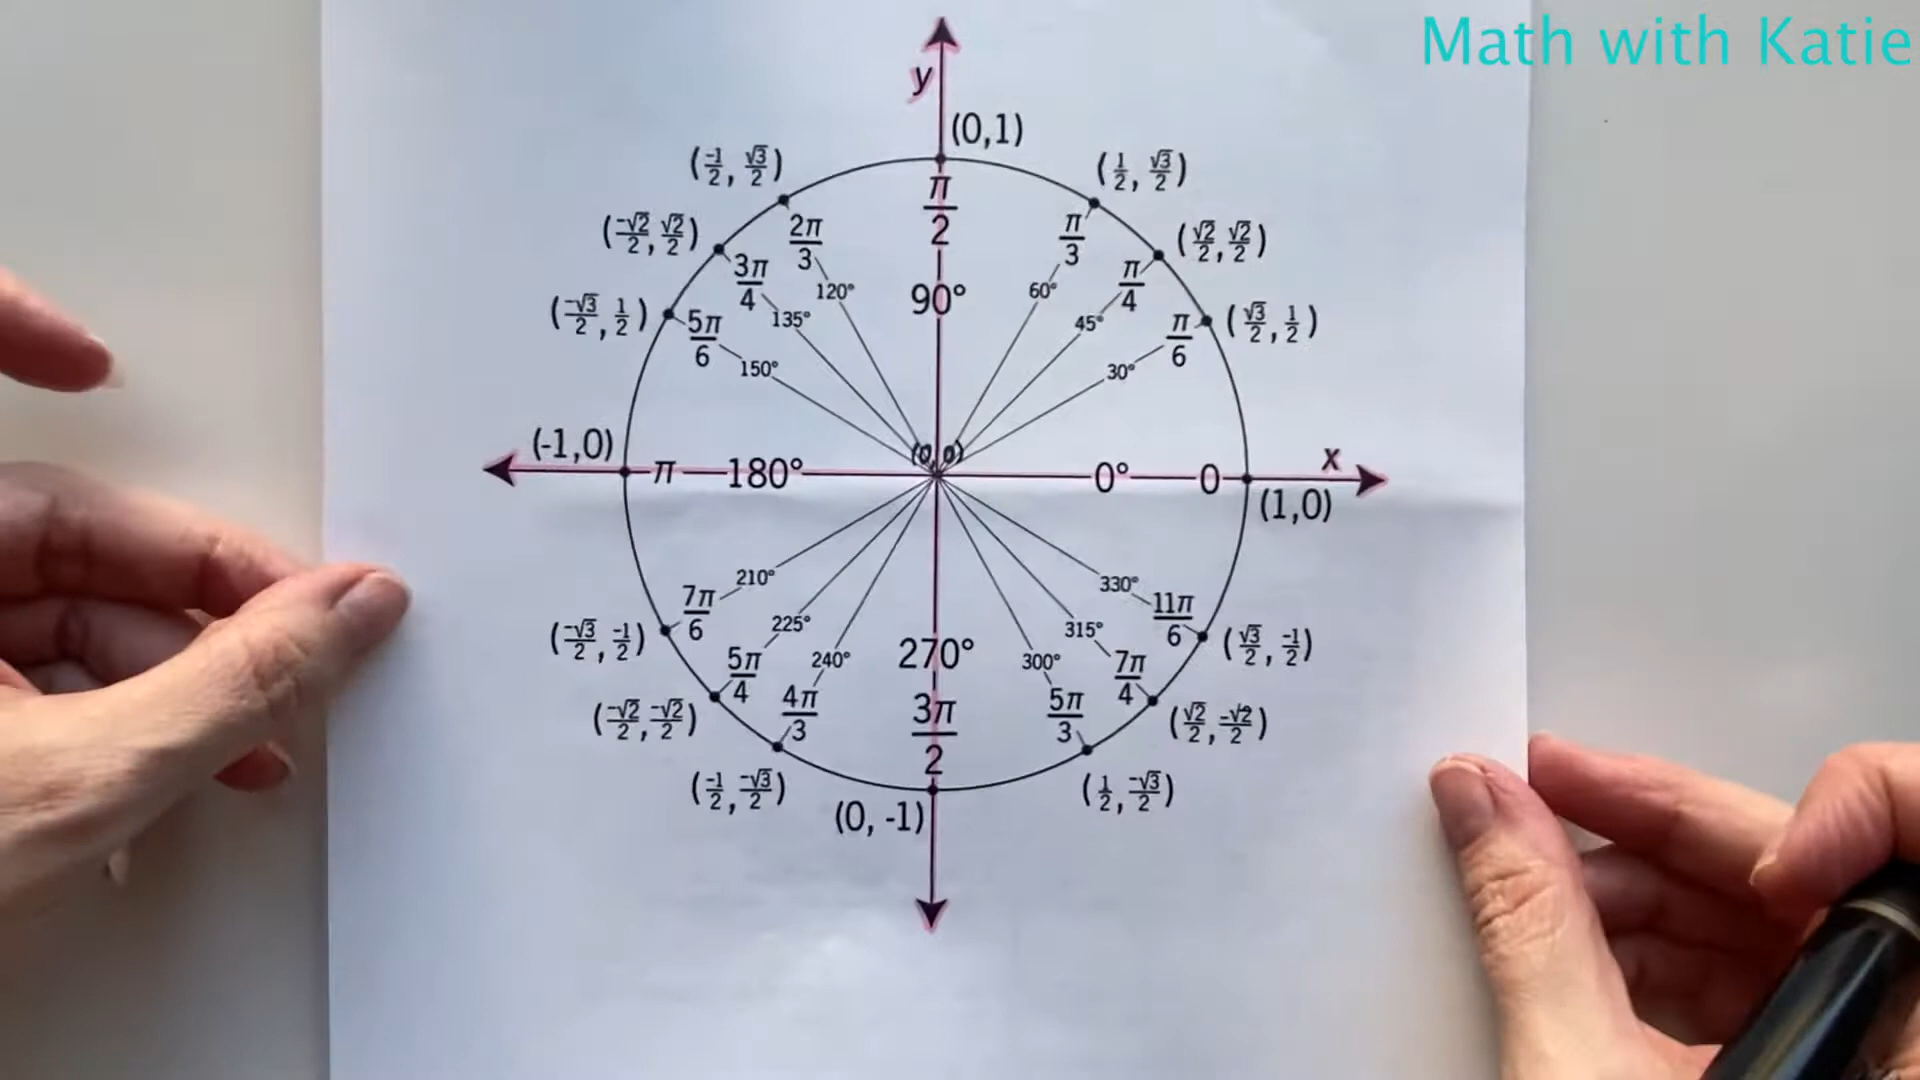 Math with Katie
y
(0,1)
(-1/2, √3/2)
(1/2, √3/2)
π/2
(-√2/2, √2/2)
2π/3
π/3
(√2/2, √2/2)
3π/4
120°
90°
60°
π/4
(-√3/2, 1/2)
5π/6
135°
45°
π/6
(√3/2, 1/2)
150°
30°
(-1,0)
(0,0)
x
π
180°
0°
0
(1,0)
210°
330°
7π/6
225°
315°
11π/6
(-√3/2, -1/2)
(√3/2, -1/2)
5π/4
240°
270°
300°
7π/4
(-√2/2, -√2/2)
4π/3
3π/2
5π/3
(√2/2, -√2/2)
(-1/2, -√3/2)
(0, -1)
(1/2, -√3/2)